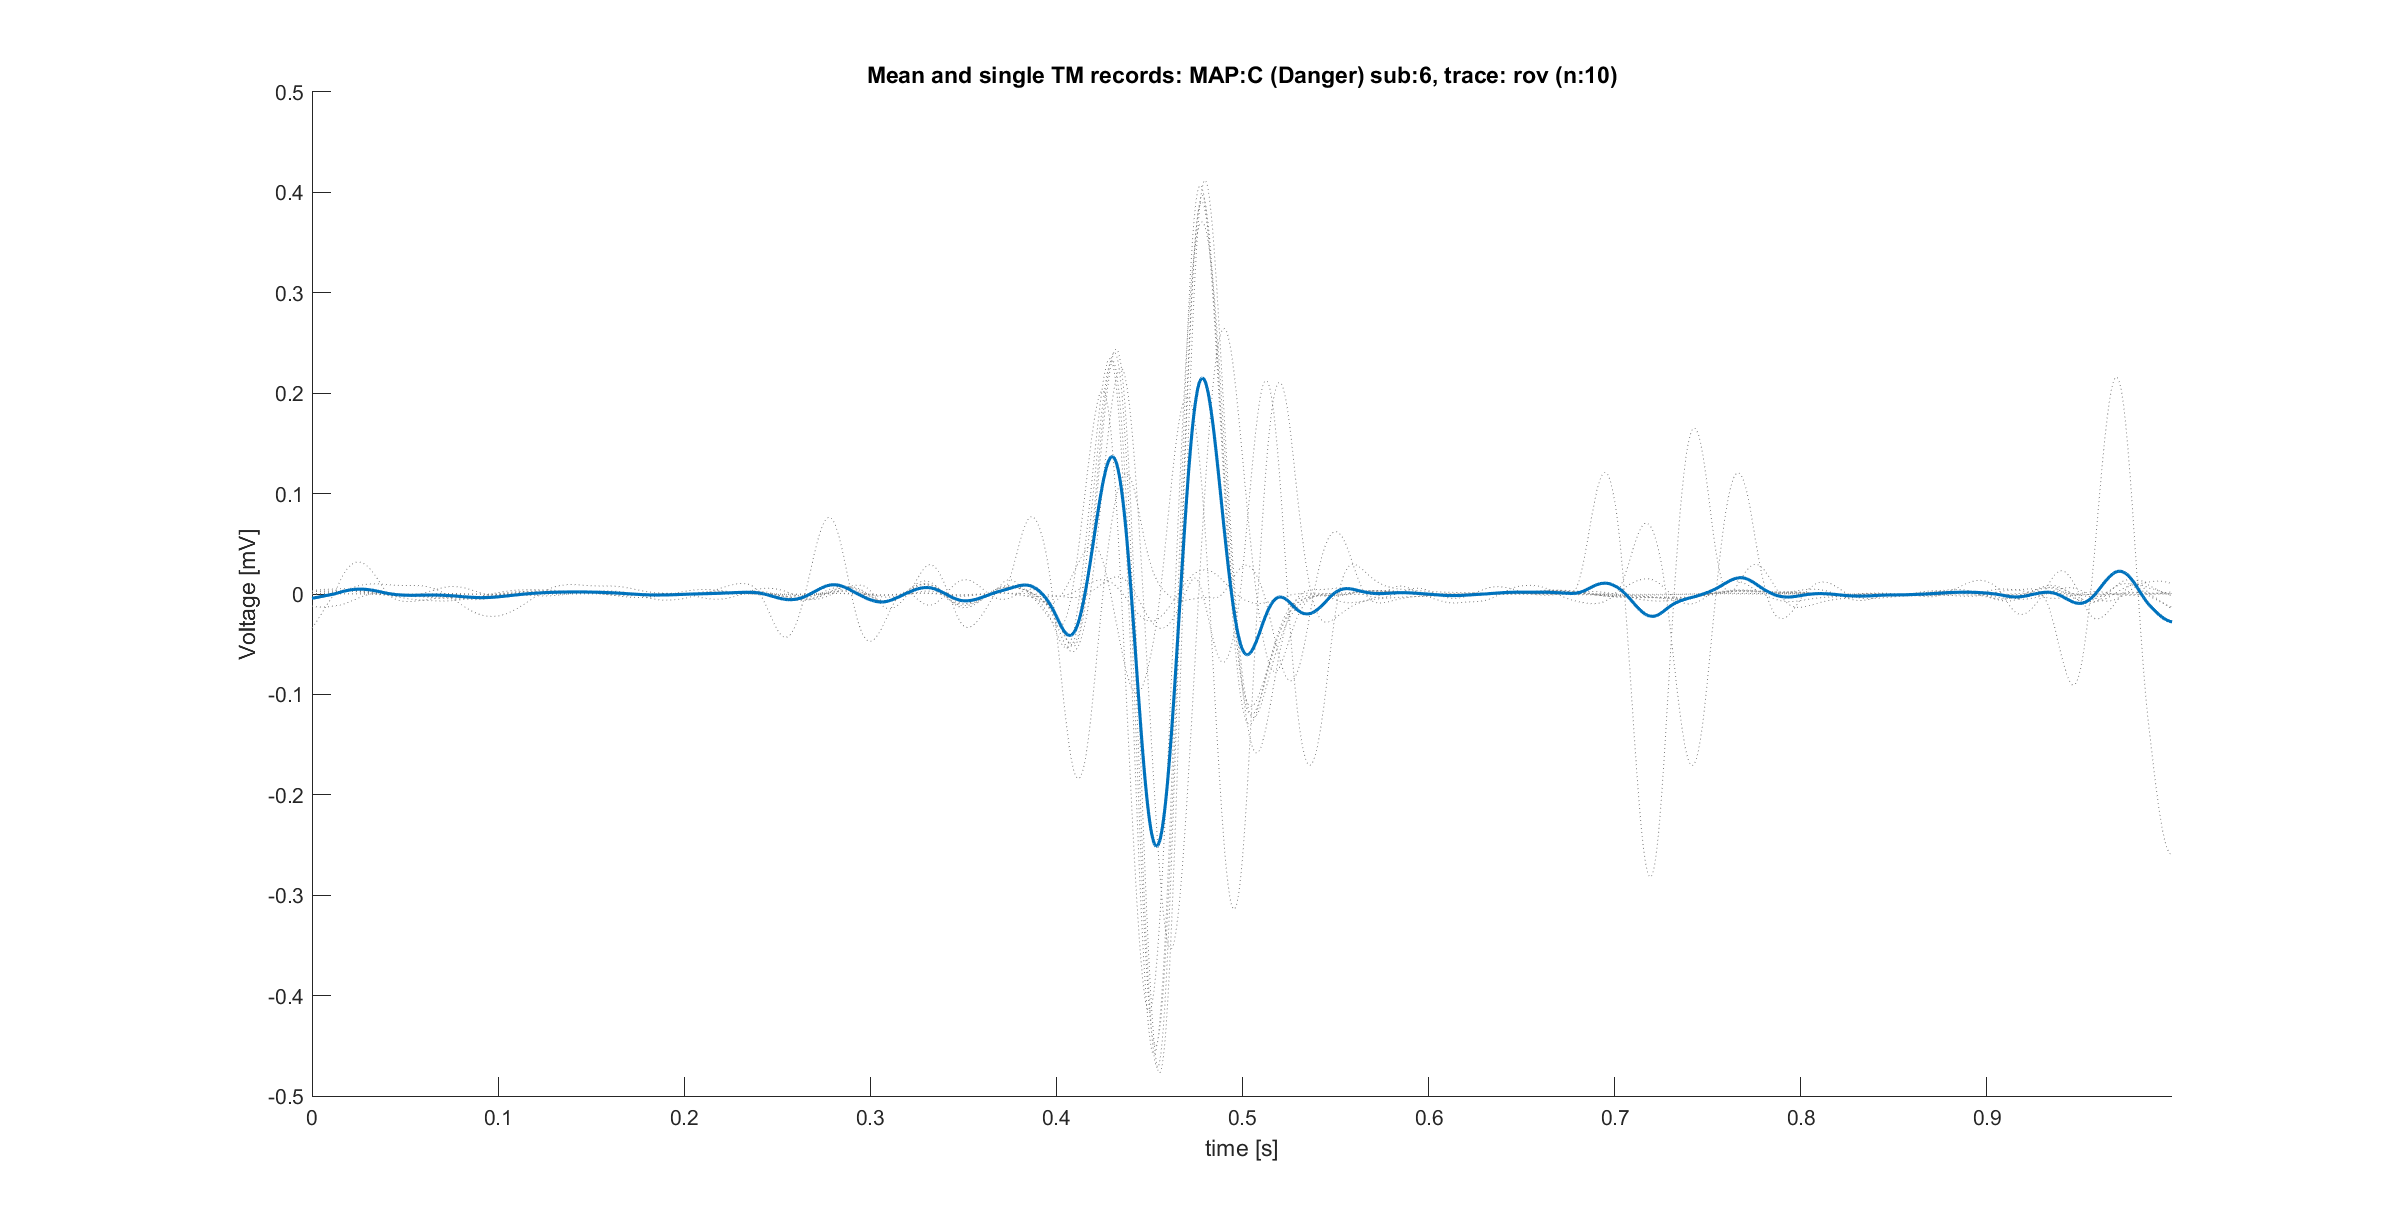 Mean and single TM records: MAP:C (Danger) sub:6, trace: rov (n:10)
0.5
0.4
0.3
0.2
0.1
0
-0.1
-0.2
-0.3
-0.4
-0.5
Voltage [mV]
0 0.1 0.2 0.3 0.4 0.5 0.6 0.7 0.8 0.9
time [s]